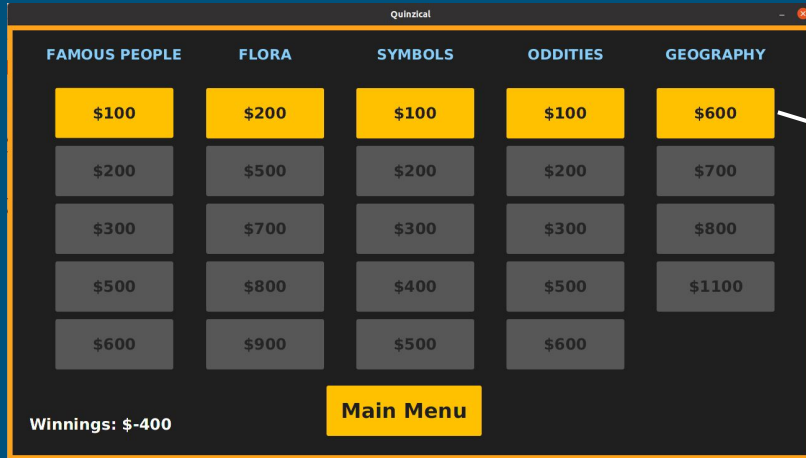 Quinzical
FAMOUS PEOPLE FLORA SYMBOLS ODDITIES GEOGRAPHY
$100 $200 $100 $100 $600
$200 $500 $200 $200 $700
$300 $700 $300 $300 $800
$500 $800 $400 $500 $1100
$600 $900 $500 $600
Main Menu
Winnings: $-400